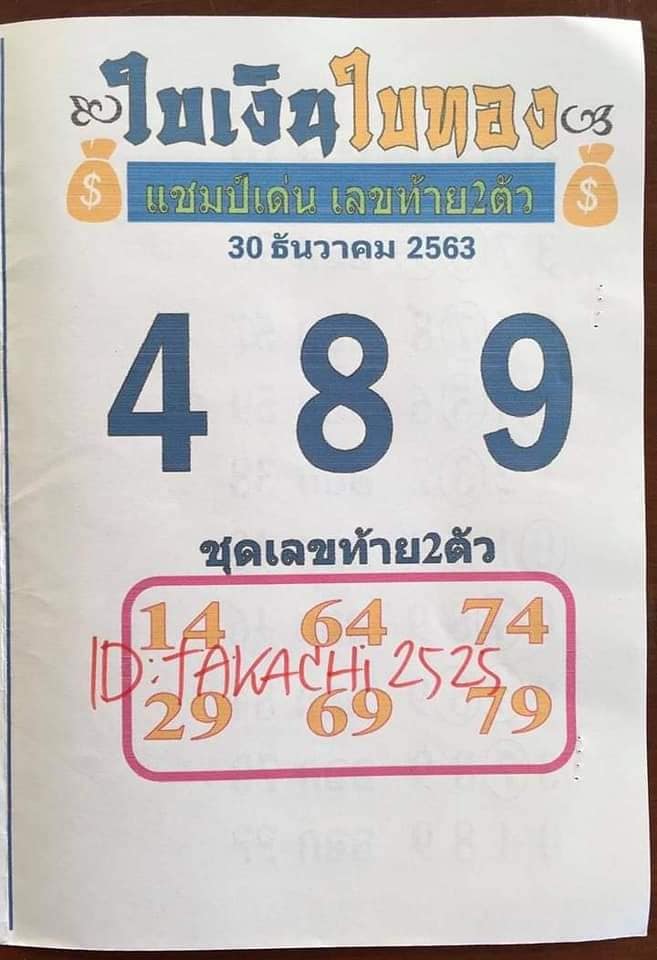 ใบเงินใบทอง
$ แชมป์เด่น เลขท้าย2ตัว $
30 ธันวาคม 2563
4 8 9
ชุดเลขท้าย2ตัว
14 64 74
ID:TAKACHi 2525
29 69 79